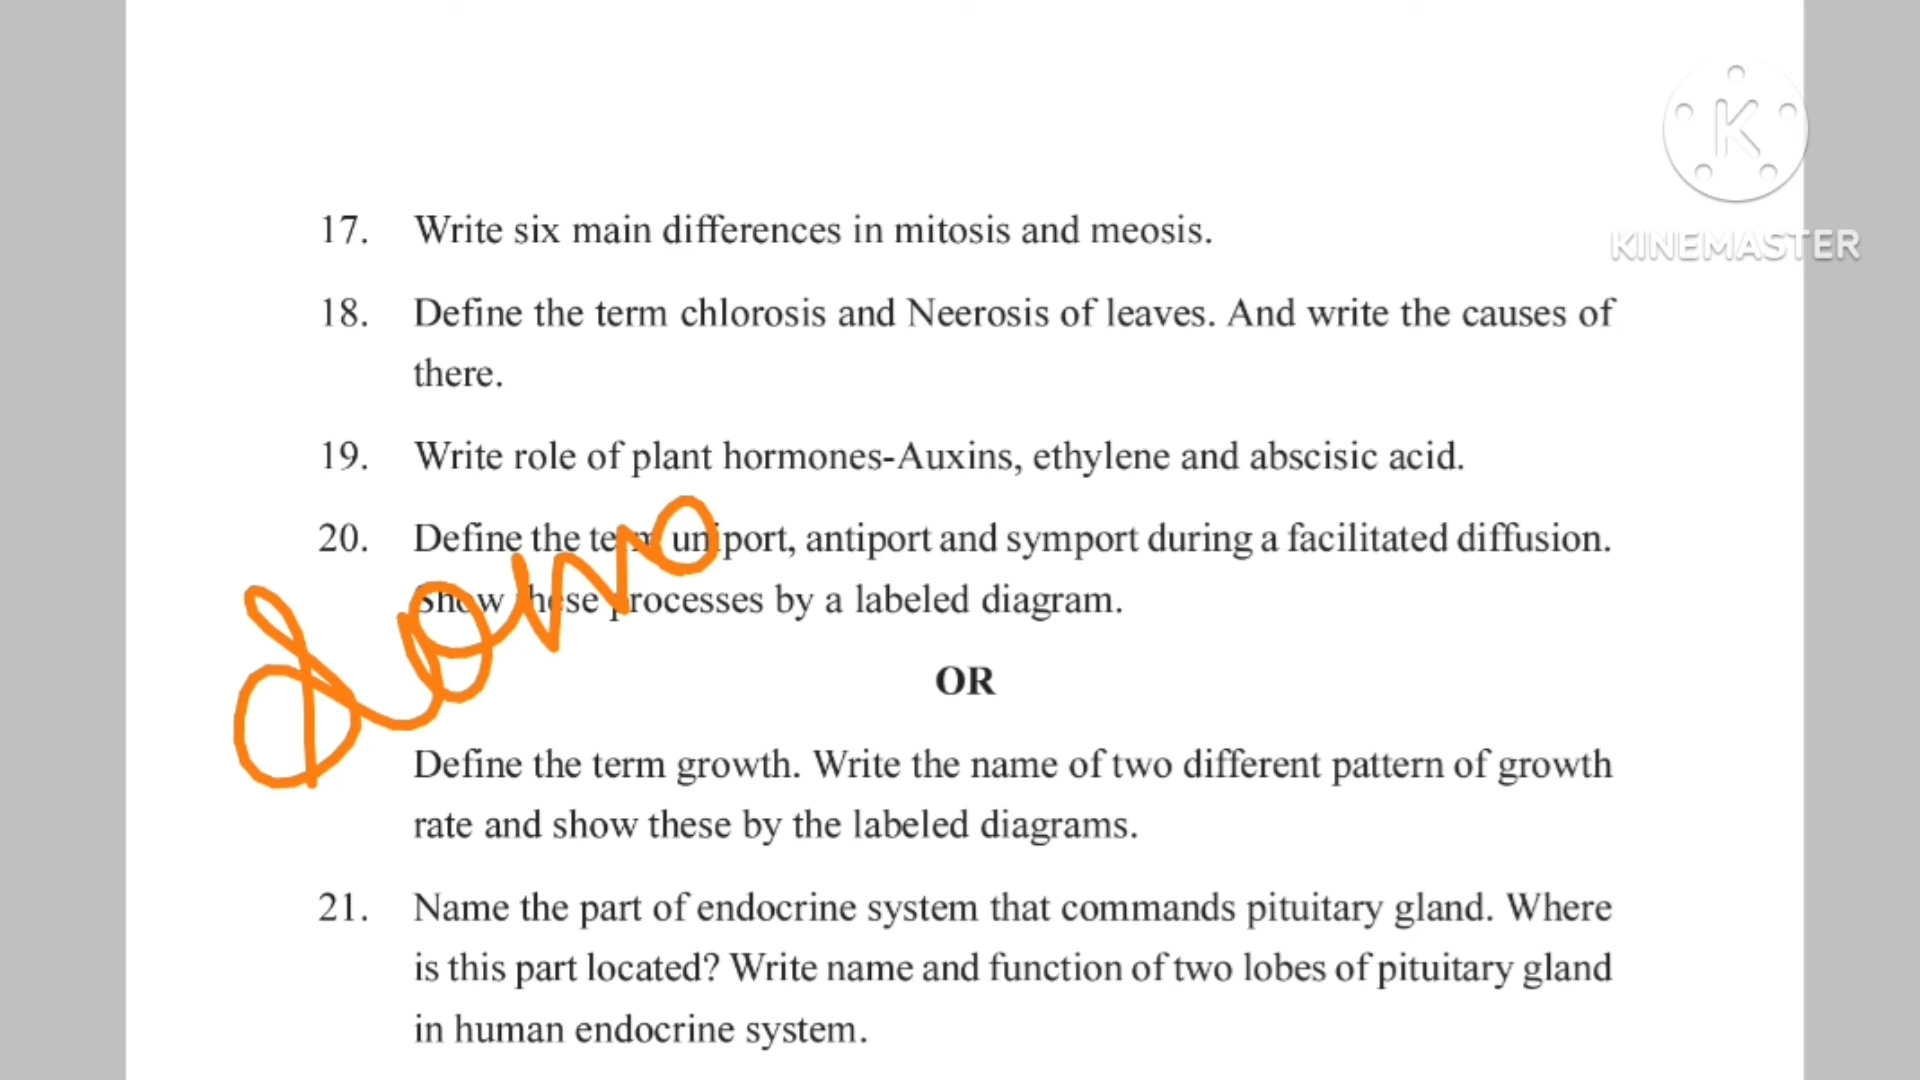 KINEMASTER
17. Write six main differences in mitosis and meosis.
18. Define the term chlorosis and Neerosis of leaves. And write the causes of
there.
19. Write role of plant hormones-Auxins, ethylene and abscisic acid.
20. Define the term uniport, antiport and symport during a facilitated diffusion.
Show these processes by a labeled diagram.
OR
Define the term growth. Write the name of two different pattern of growth
rate and show these by the labeled diagrams.
21. Name the part of endocrine system that commands pituitary gland. Where
is this part located? Write name and function of two lobes of pituitary gland
in human endocrine system.